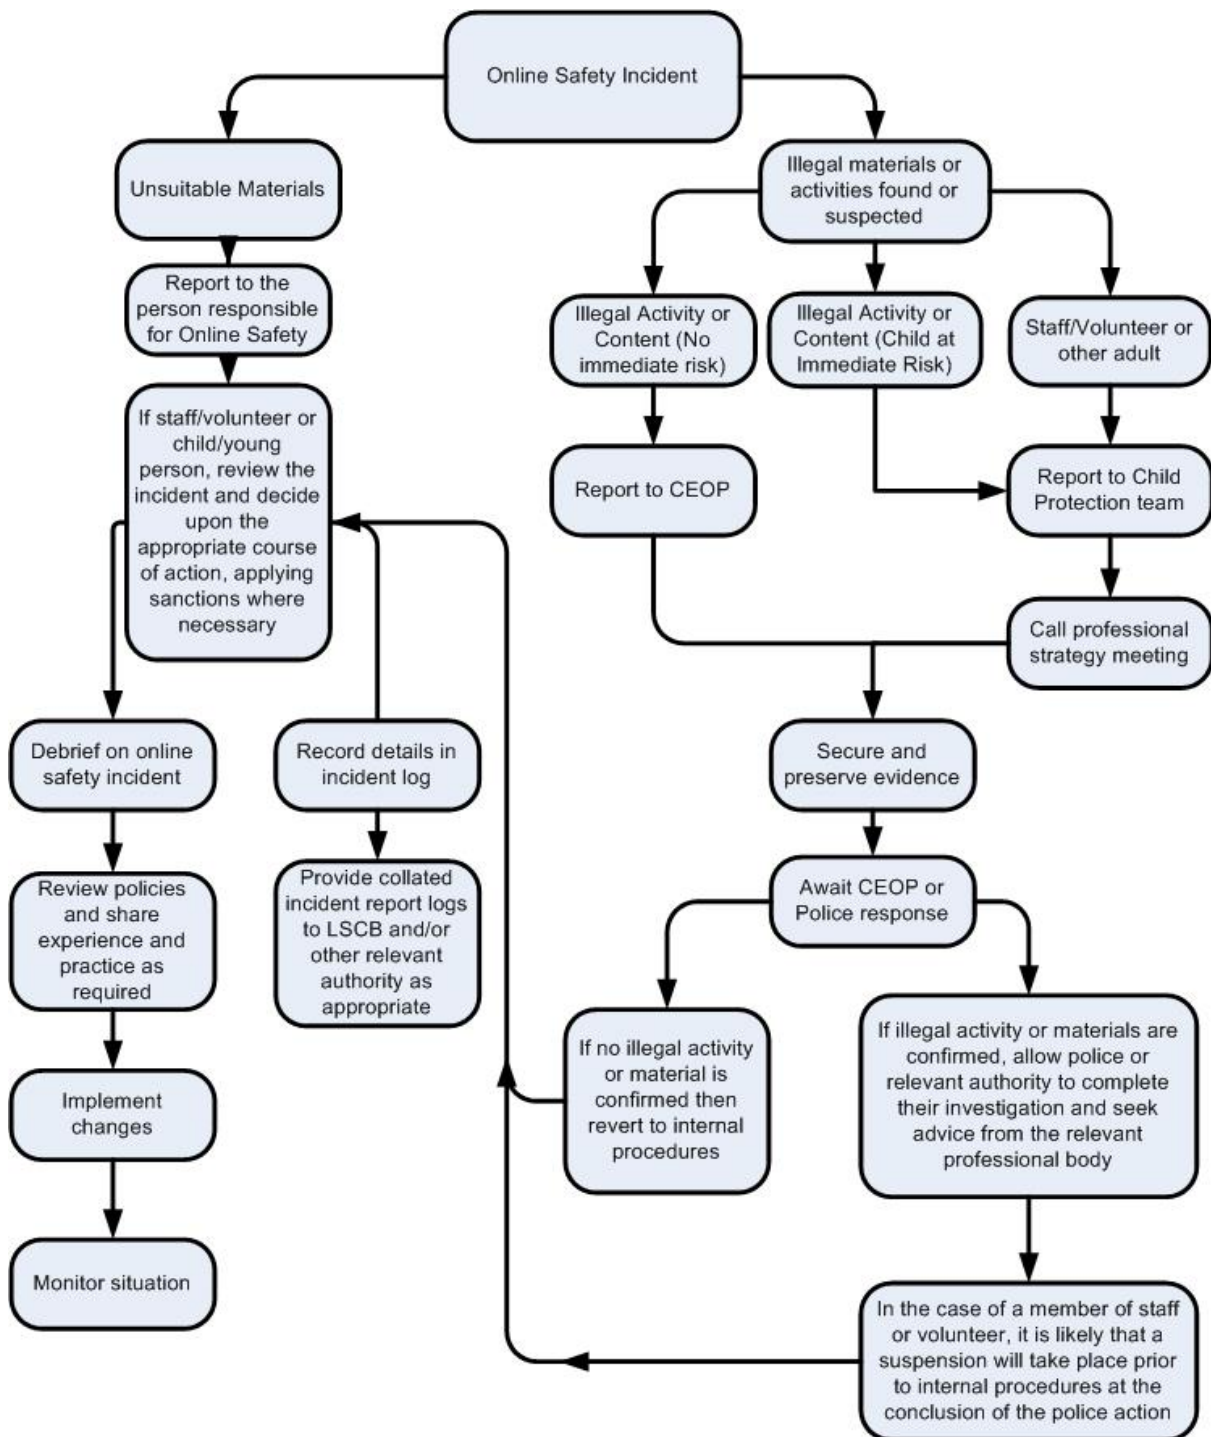 Online Safety Incident
Unsuitable Materials
Illegal materials or
activities found or
suspected
Report to the
person responsible
for Online Safety
Illegal Activity or
Content (No
immediate risk)
Illegal Activity or
Content (Child at
Immediate Risk)
Staff/Volunteer or
other adult
If staff/volunteer or
child/young
person, review the
incident and decide
upon the
appropriate course
of action, applying
sanctions where
necessary
Report to CEOP
Report to Child
Protection team
Call professional
strategy meeting
Debrief on online
safety incident
Record details in
incident log
Secure and
preserve evidence
Review policies
and share
experience and
practice as
required
Provide collated
incident report logs
to LSCB and/or
other relevant
authority as
appropriate
Await CEOP or
Police response
If no illegal activity
or material is
confirmed then
revert to internal
procedures
If illegal activity or materials are
confirmed, allow police or
relevant authority to complete
their investigation and seek
advice from the relevant
professional body
Implement
changes
Monitor situation
In the case of a member of staff
or volunteer, it is likely that a
suspension will take place prior
to internal procedures at the
conclusion of the police action